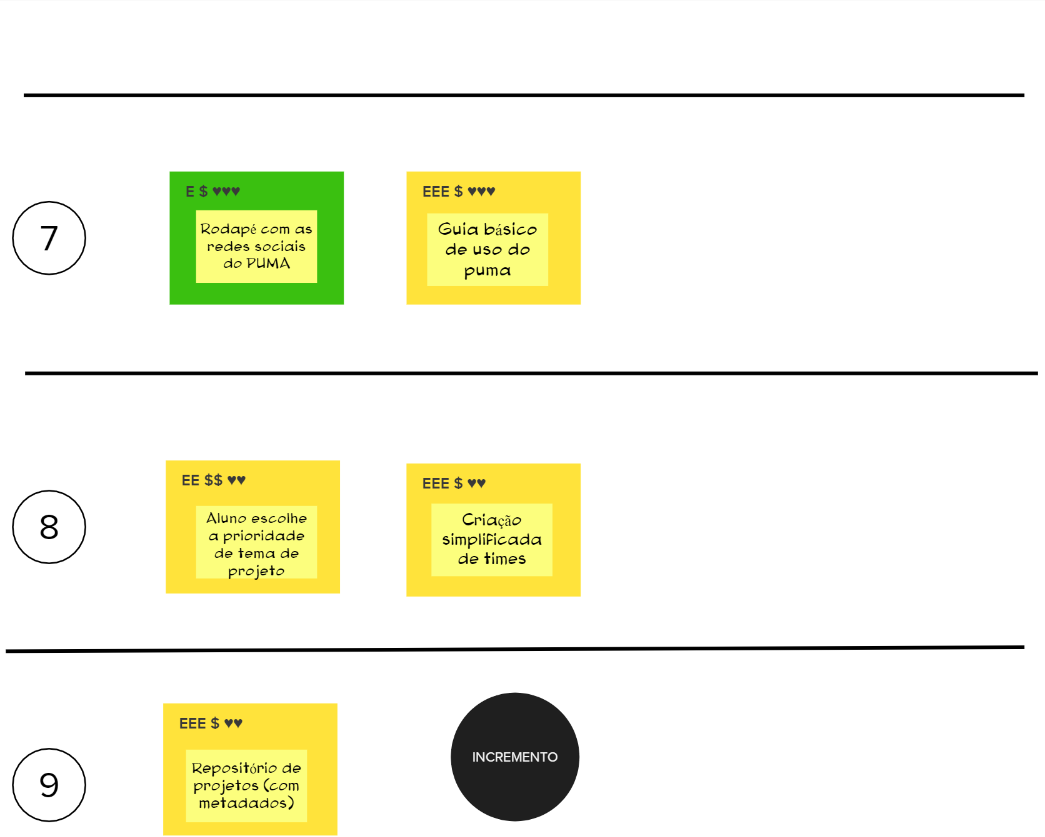 7
E $ ♥♥♥
Rodapé com as
redes sociais
do PUMA
EEE $ ♥♥♥
Guia básico
de uso do
puma
8
EE $$ ♥♥
Aluno escolhe
a prioridade
de tema de
projeto
EEE $ ♥♥
Criação
simplificada
de times
9
EEE $ ♥♥
Repositório de
projetos (com
metadados)
INCREMENTO